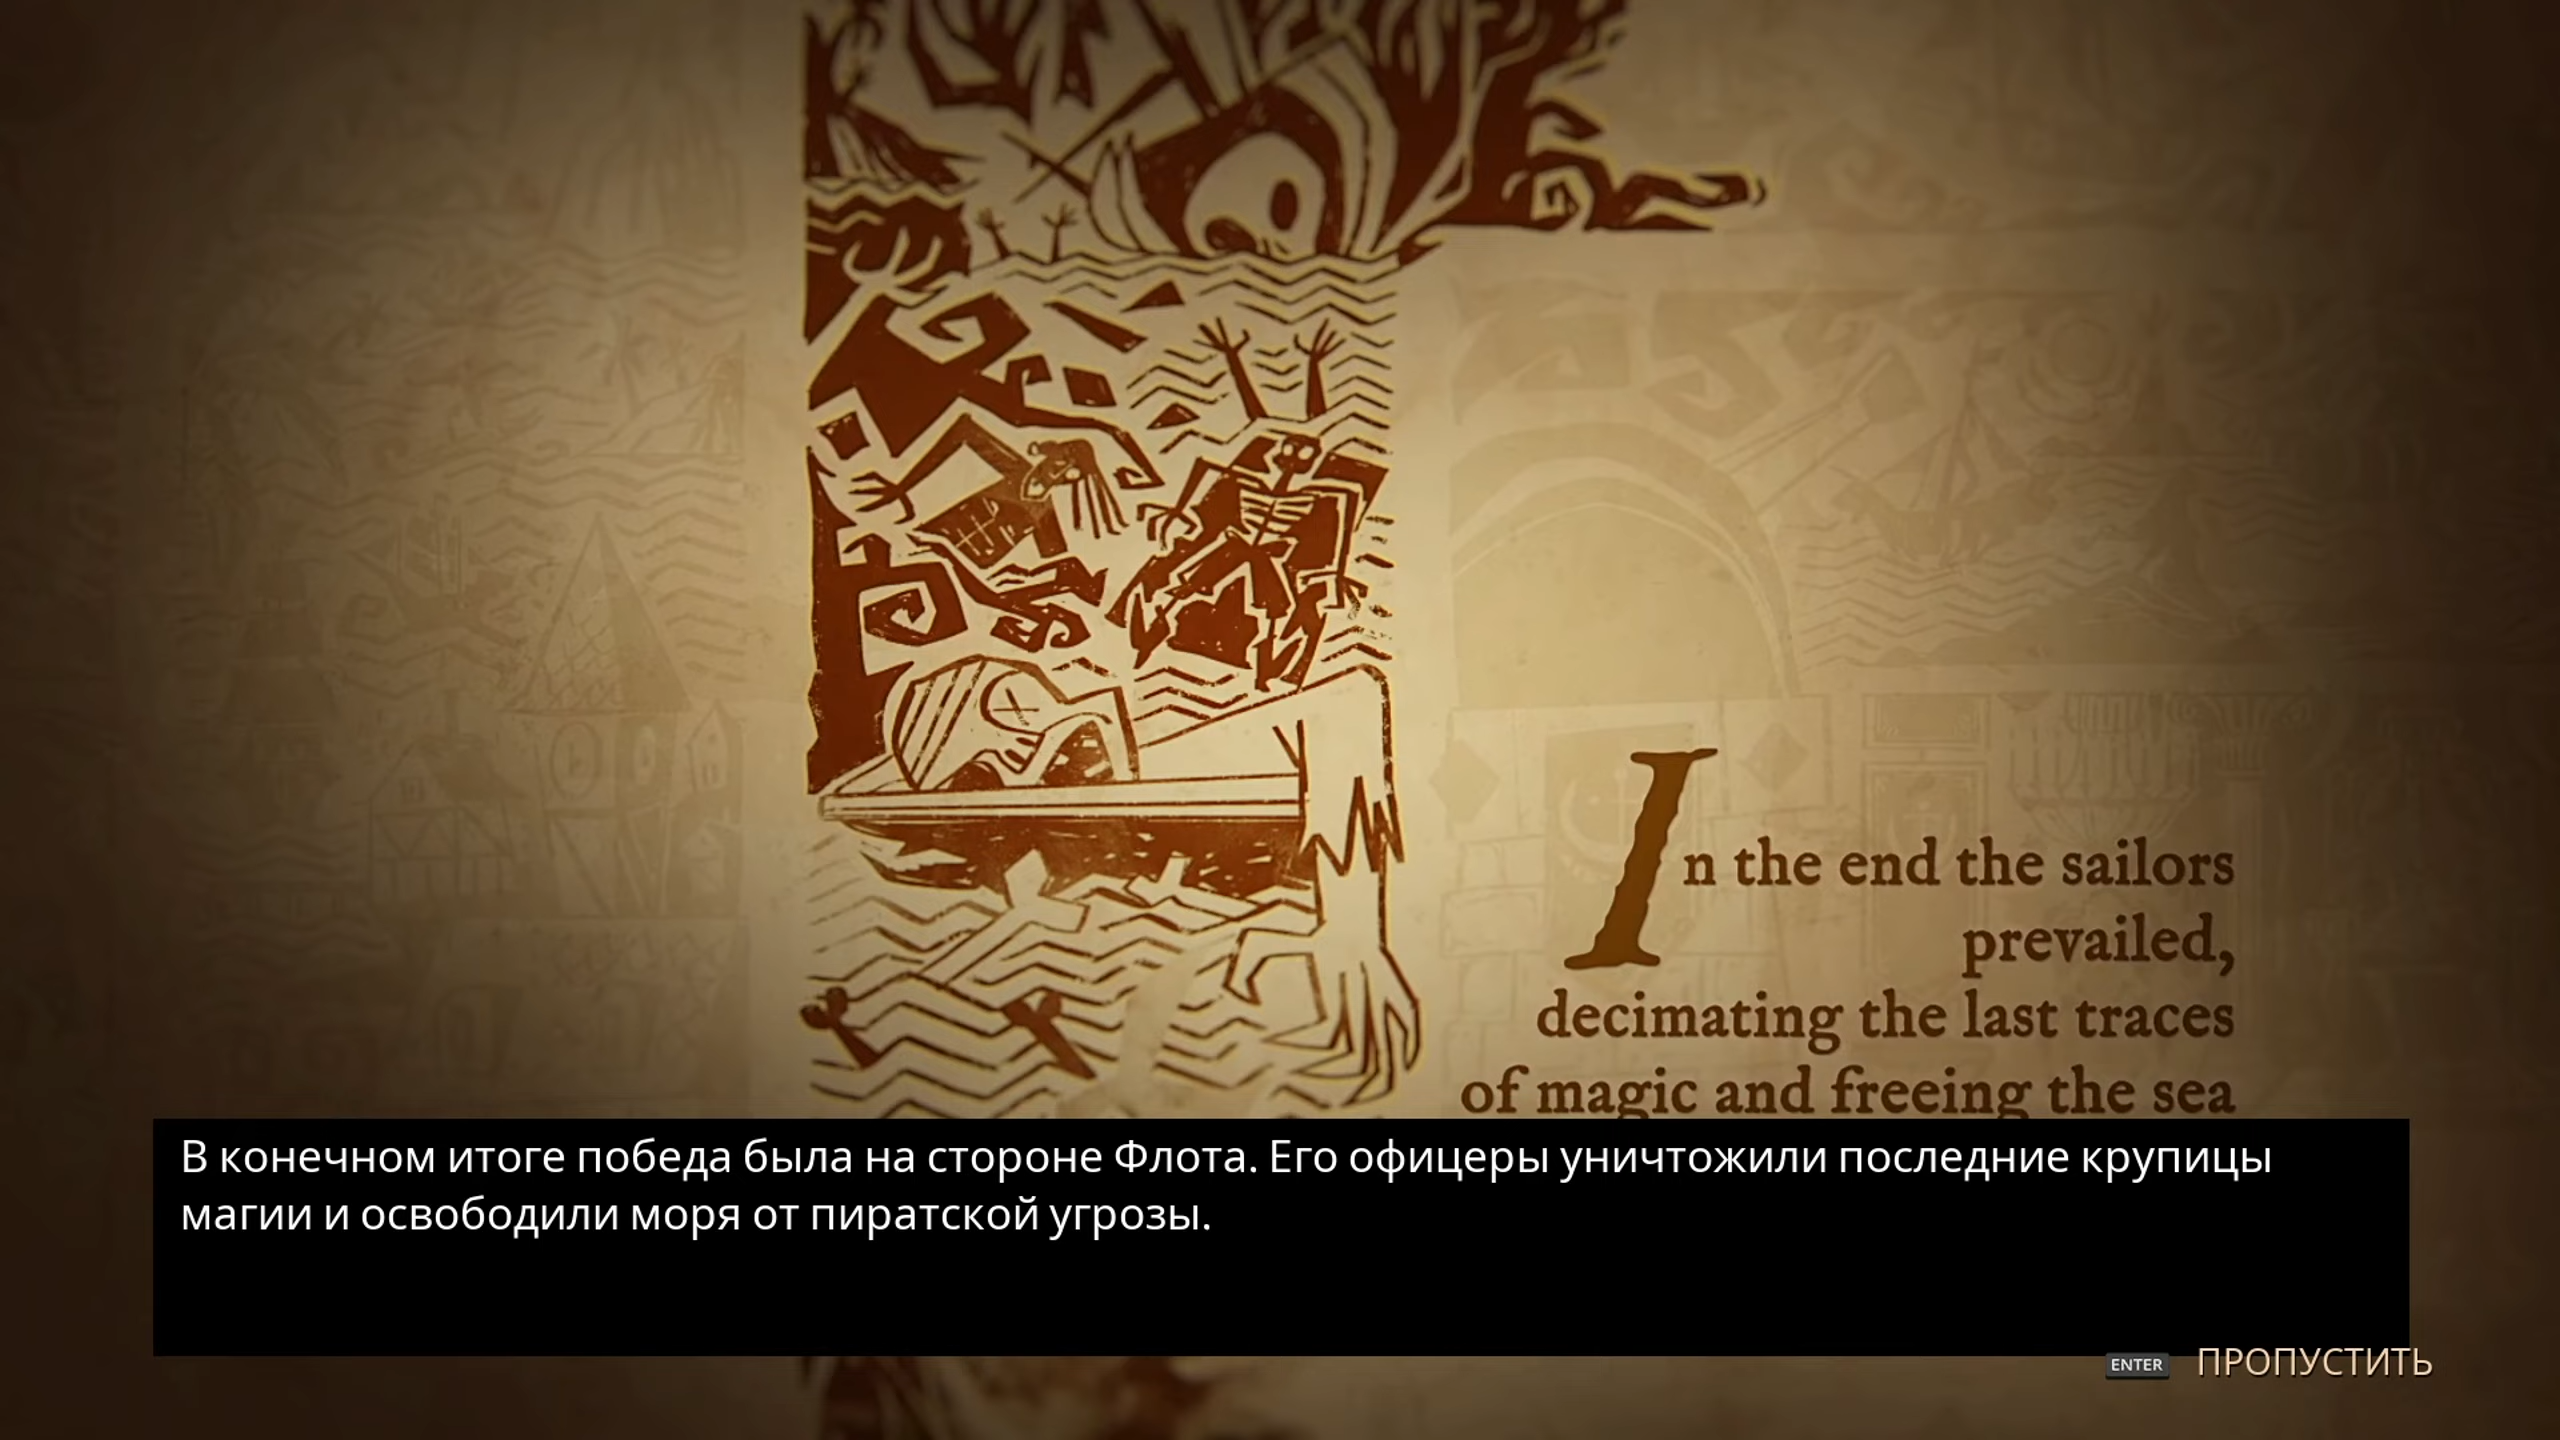 In the end the sailors
prevailed,
decimating the last traces
of magic and freeing the sea
В конечном итоге победа была на стороне Флота. Его офицеры уничтожили последние крупицы
магии и освободили моря от пиратской угрозы.
ENTER ПРОПУСТИТЬ